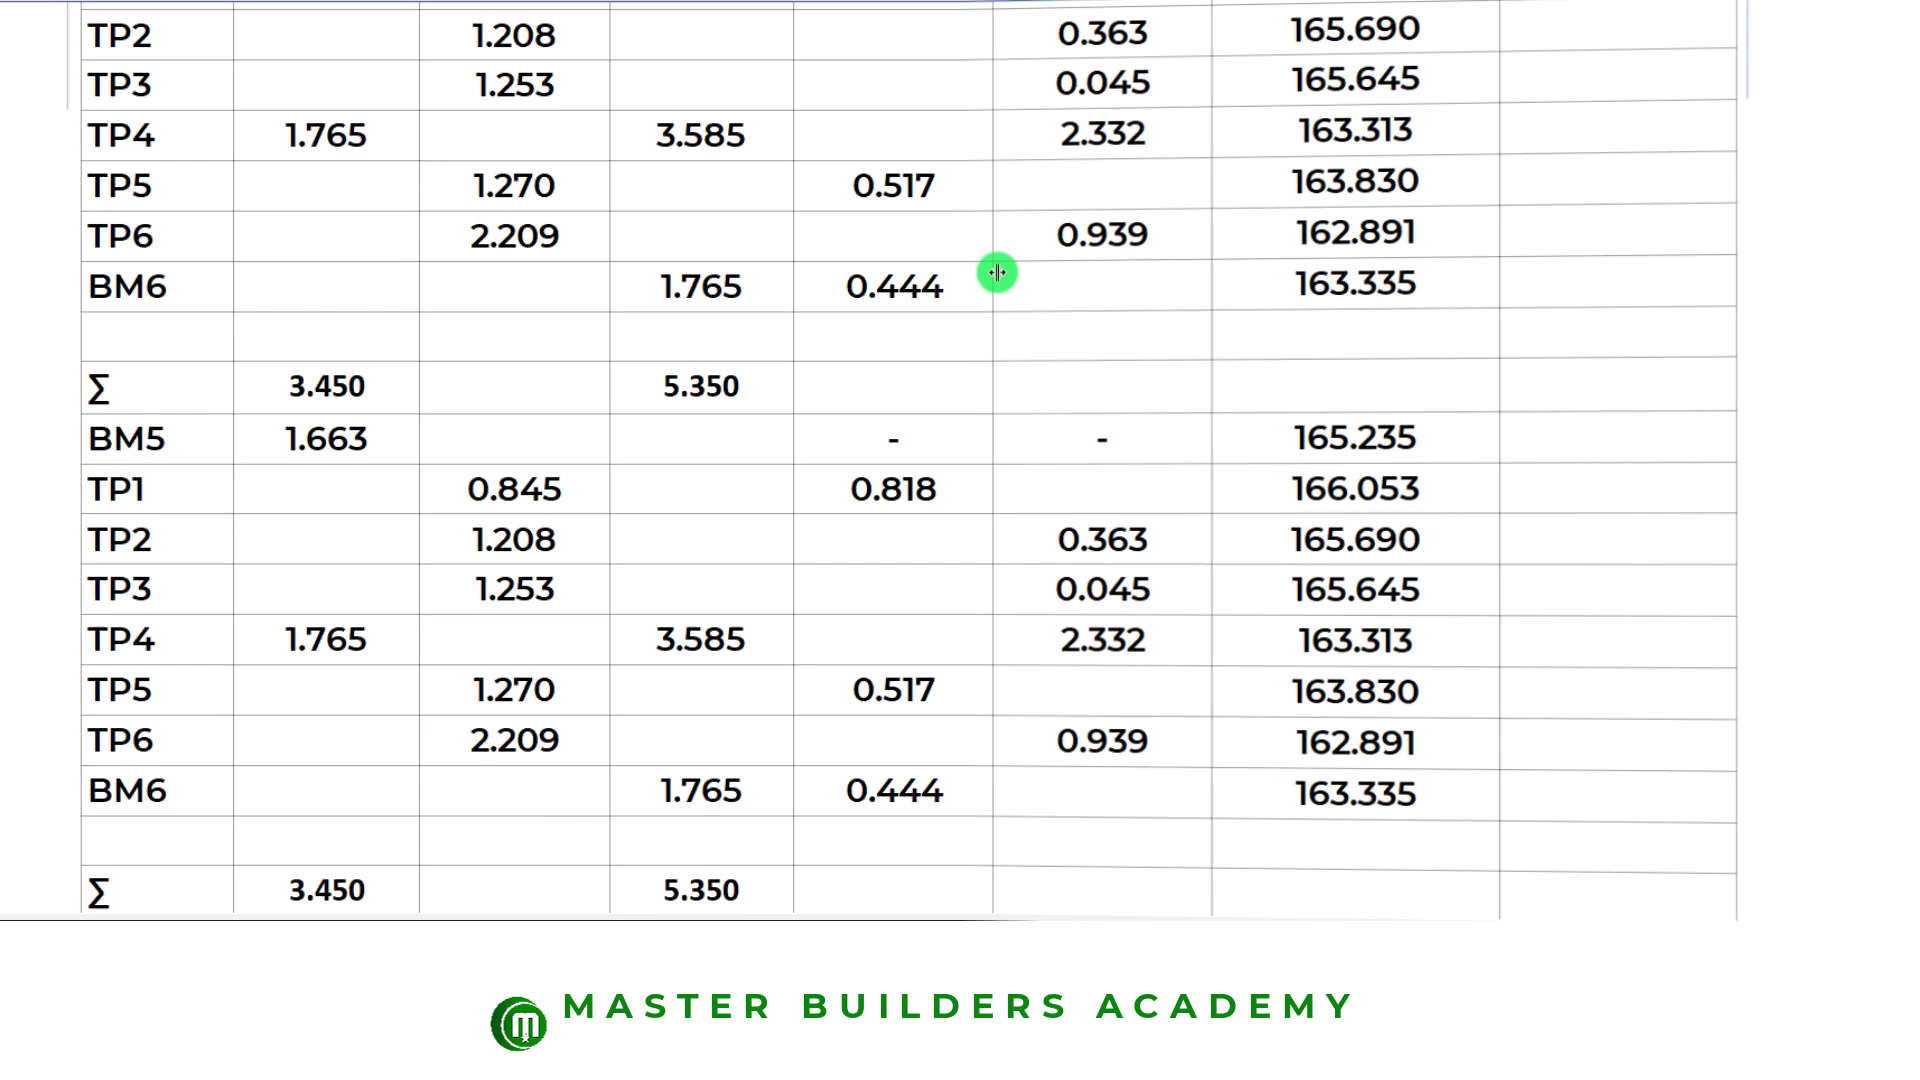 TP2 1.208 0.363 165.690
TP3 1.253 0.045 165.645
TP4 1.765 3.585 2.332 163.313
TP5 1.270 0.517 163.830
TP6 2.209 0.939 162.891
BM6 1.765 0.444 163.335
∑ 3.450 5.350
BM5 1.663 - - 165.235
TP1 0.845 0.818 166.053
TP2 1.208 0.363 165.690
TP3 1.253 0.045 165.645
TP4 1.765 3.585 2.332 163.313
TP5 1.270 0.517 163.830
TP6 2.209 0.939 162.891
BM6 1.765 0.444 163.335
∑ 3.450 5.350
MASTER BUILDERS ACADEMY